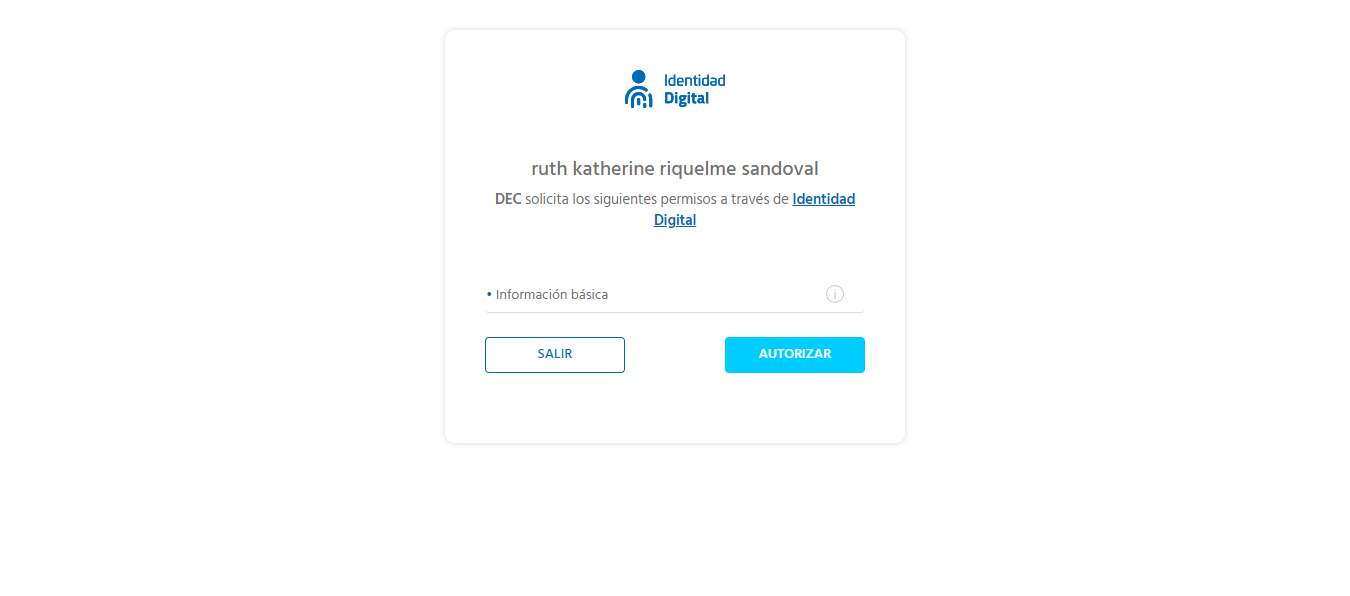 Identidad
Digital
ruth katherine riquelme sandoval
DEC solicita los siguientes permisos a través de Identidad
Digital
• Información básica
SALIR
AUTORIZAR